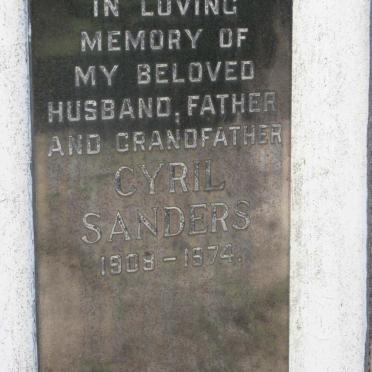 IN LOVING
MEMORY OF
MY BELOVED
HUSBAND, FATHER
AND GRANDFATHER
CYRIL
SANDERS
1908 - 1974.